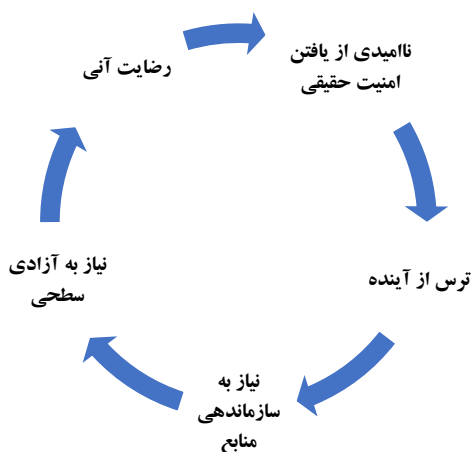 ناامیدی از یافتن
امنیت حقیقی
ترس از آینده
نیاز به
سازماندهی
منابع
نیاز به آزادی
سطحی
رضایت آنی